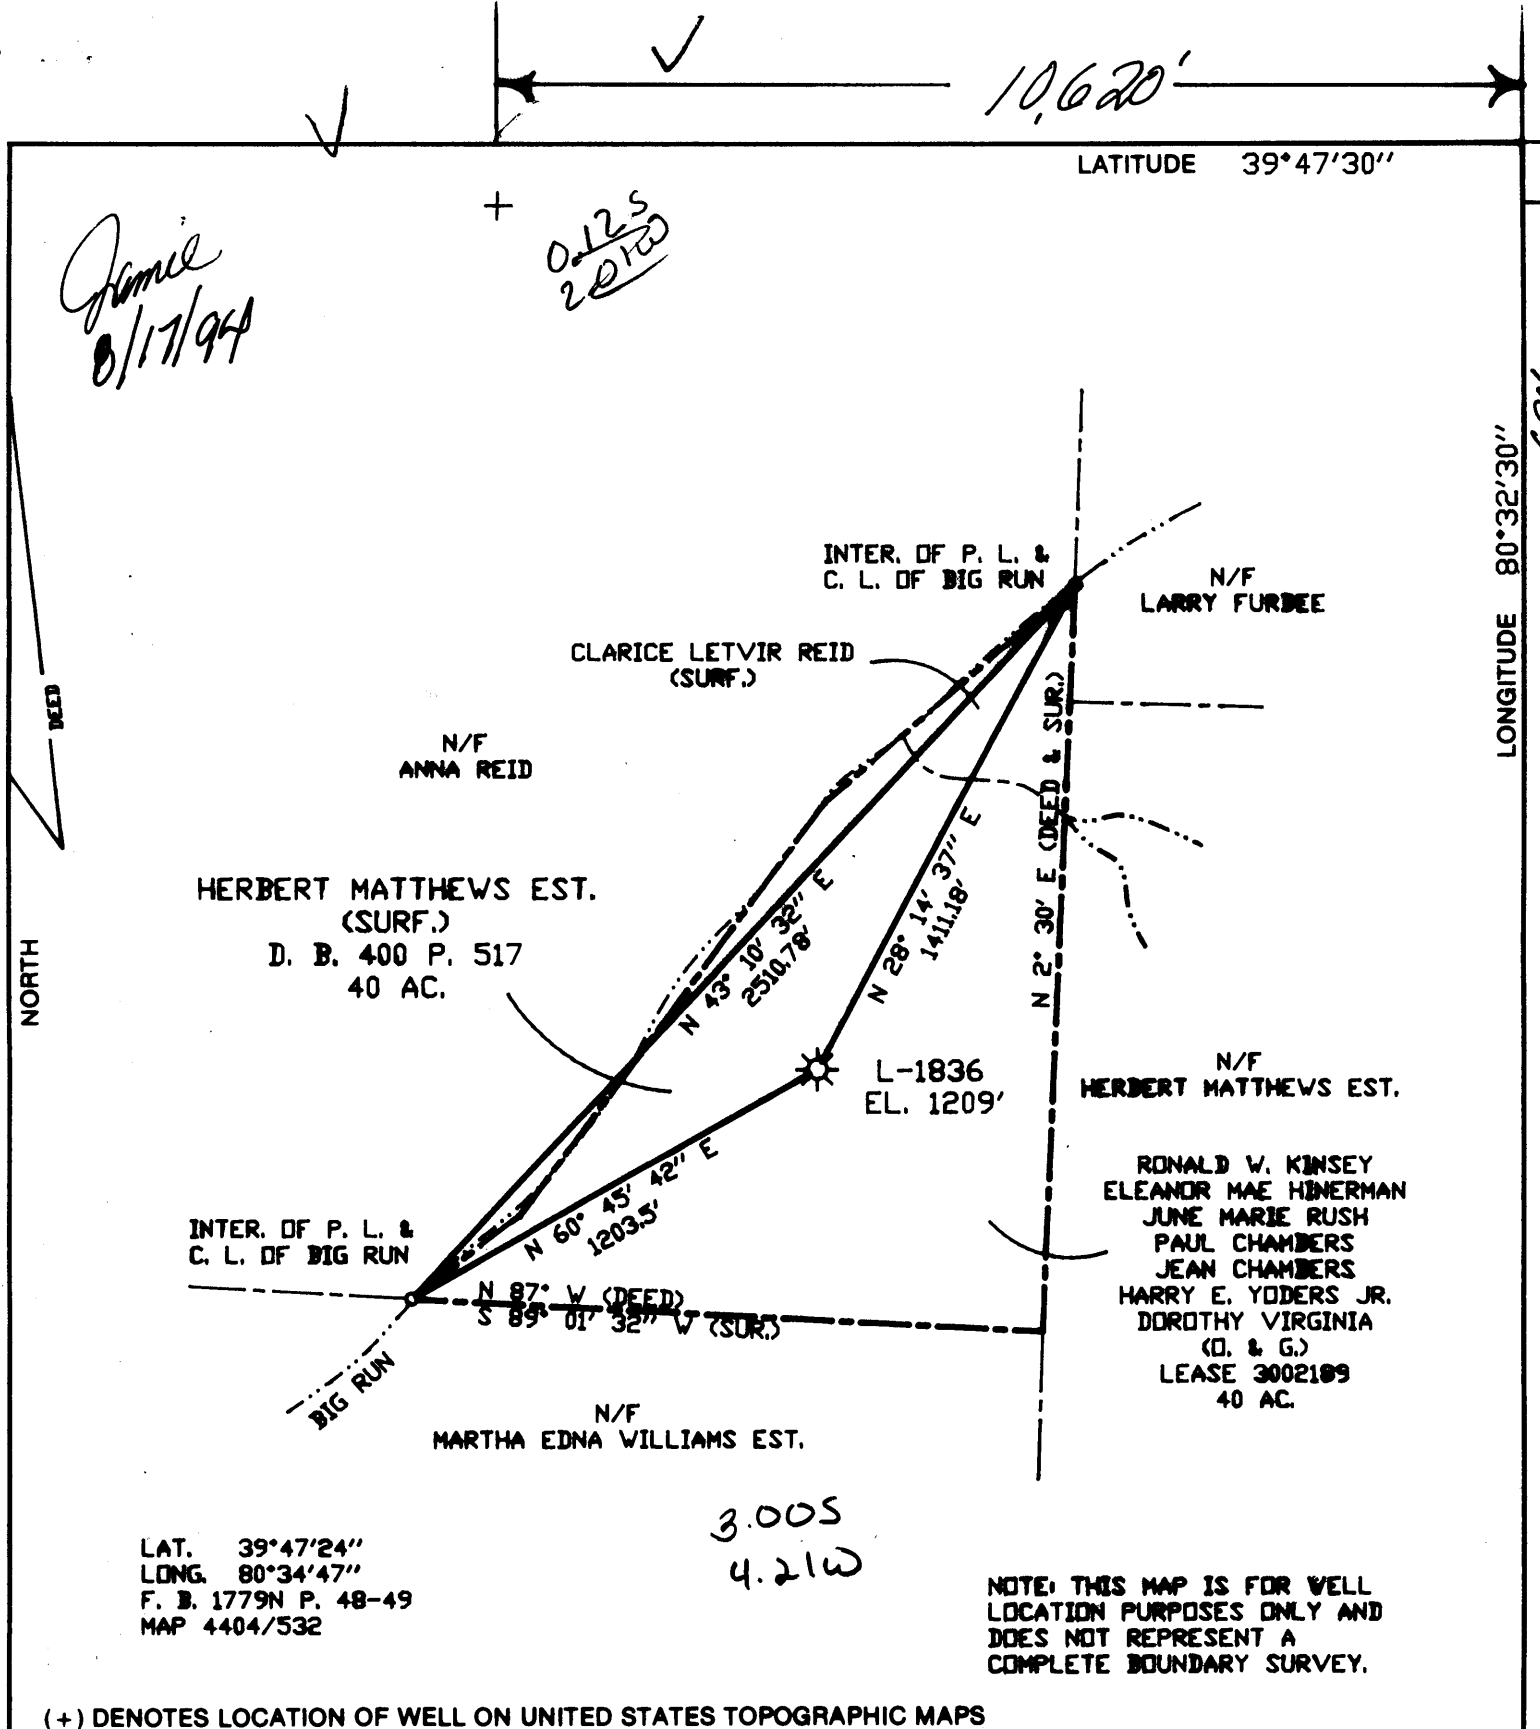 10,620'
LATITUDE 39°47'30"
Jamie
8/17/94
0.12 S
2.01W
LONGITUDE 80°32'30"
INTER. OF P. L. &
C. L. OF BIG RUN
N/F
LARRY FURBEE
CLARICE LETVIR REID
(SURF.)
DEED
N/F
ANNA REID
N 2° 30' E (DEED & SUR.)
HERBERT MATTHEWS EST.
(SURF.)
D. B. 400 P. 517
40 AC.
N 43° 10' 32" E
2510.78'
N 28° 14' 37" E
1411.18'
NORTH
L-1836
EL. 1209'
N/F
HERBERT MATTHEWS EST.
RONALD W. KINSEY
ELEANOR MAE HINERMAN
JUNE MARIE RUSH
PAUL CHAMBERS
JEAN CHAMBERS
HARRY E. YODERS JR.
DOROTHY VIRGINIA
(O. & G.)
LEASE 3002189
40 AC.
N 60° 45' 42" E
1203.5'
INTER. OF P. L. &
C. L. OF BIG RUN
N 87° W (DEED)
S 89° 01' 32" W (SUR.)
BIG RUN
N/F
MARTHA EDNA WILLIAMS EST.
3.00S
4.21W
LAT. 39°47'24"
LONG. 80°34'47"
F. B. 1779N P. 48-49
MAP 4404/532
NOTE: THIS MAP IS FOR WELL
LOCATION PURPOSES ONLY AND
DOES NOT REPRESENT A
COMPLETE BOUNDARY SURVEY.
(+) DENOTES LOCATION OF WELL ON UNITED STATES TOPOGRAPHIC MAPS